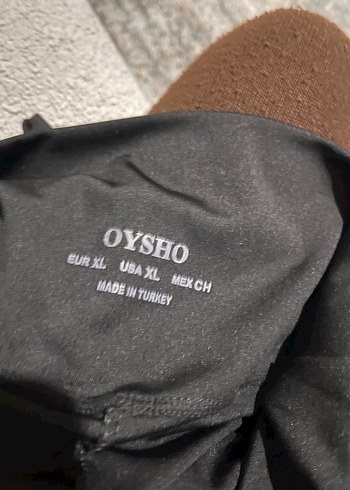 OYSHO
EUR XL USA XL MEX CH
MADE IN TURKEY